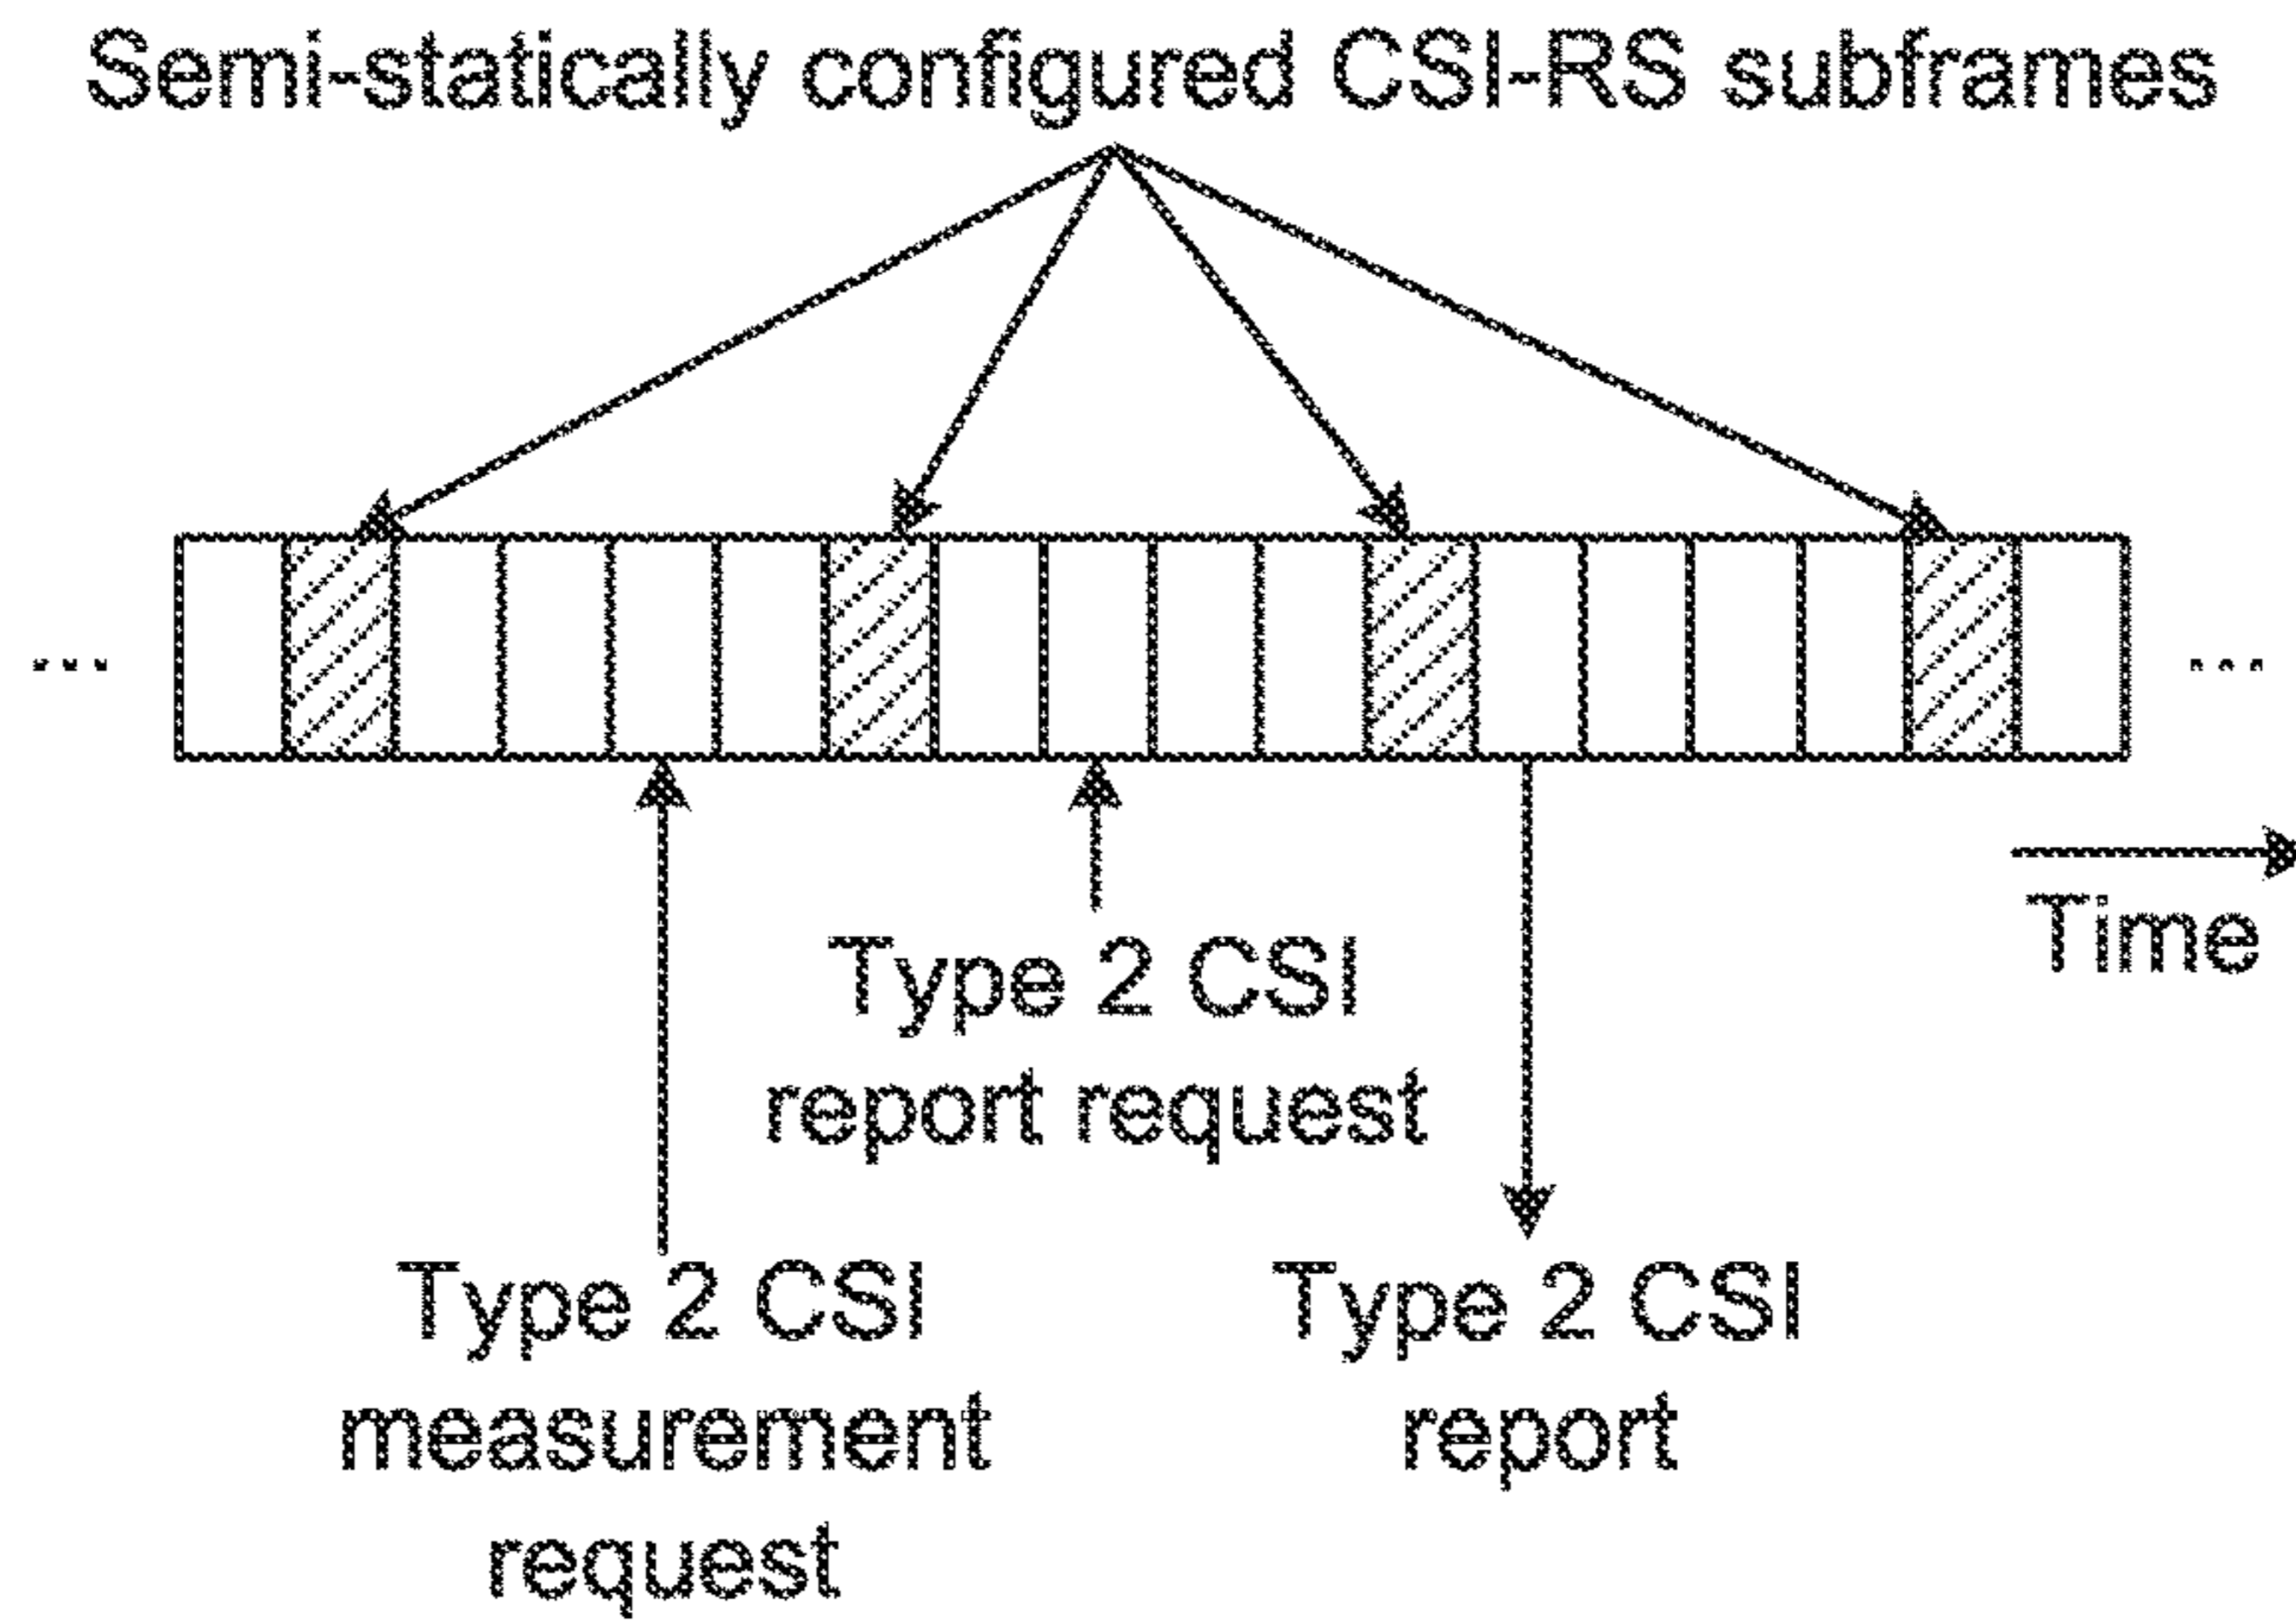 Semi-statically configured CSI-RS subframes
... ...
Time
Type 2 CSI
report request
Type 2 CSI
measurement
request
Type 2 CSI
report